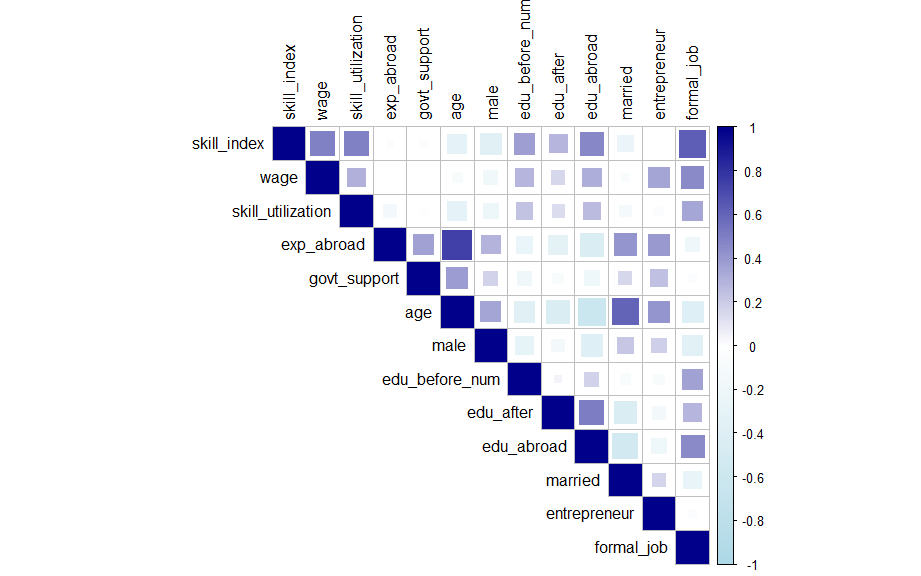 skill_index
wage
skill_utilization
exp_abroad
govt_support
age
male
edu_before_num
edu_after
edu_abroad
married
entrepreneur
formal_job
skill_index
wage
skill_utilization
exp_abroad
govt_support
age
male
edu_before_num
edu_after
edu_abroad
married
entrepreneur
formal_job
1
0.8
0.6
0.4
0.2
0
-0.2
-0.4
-0.6
-0.8
-1